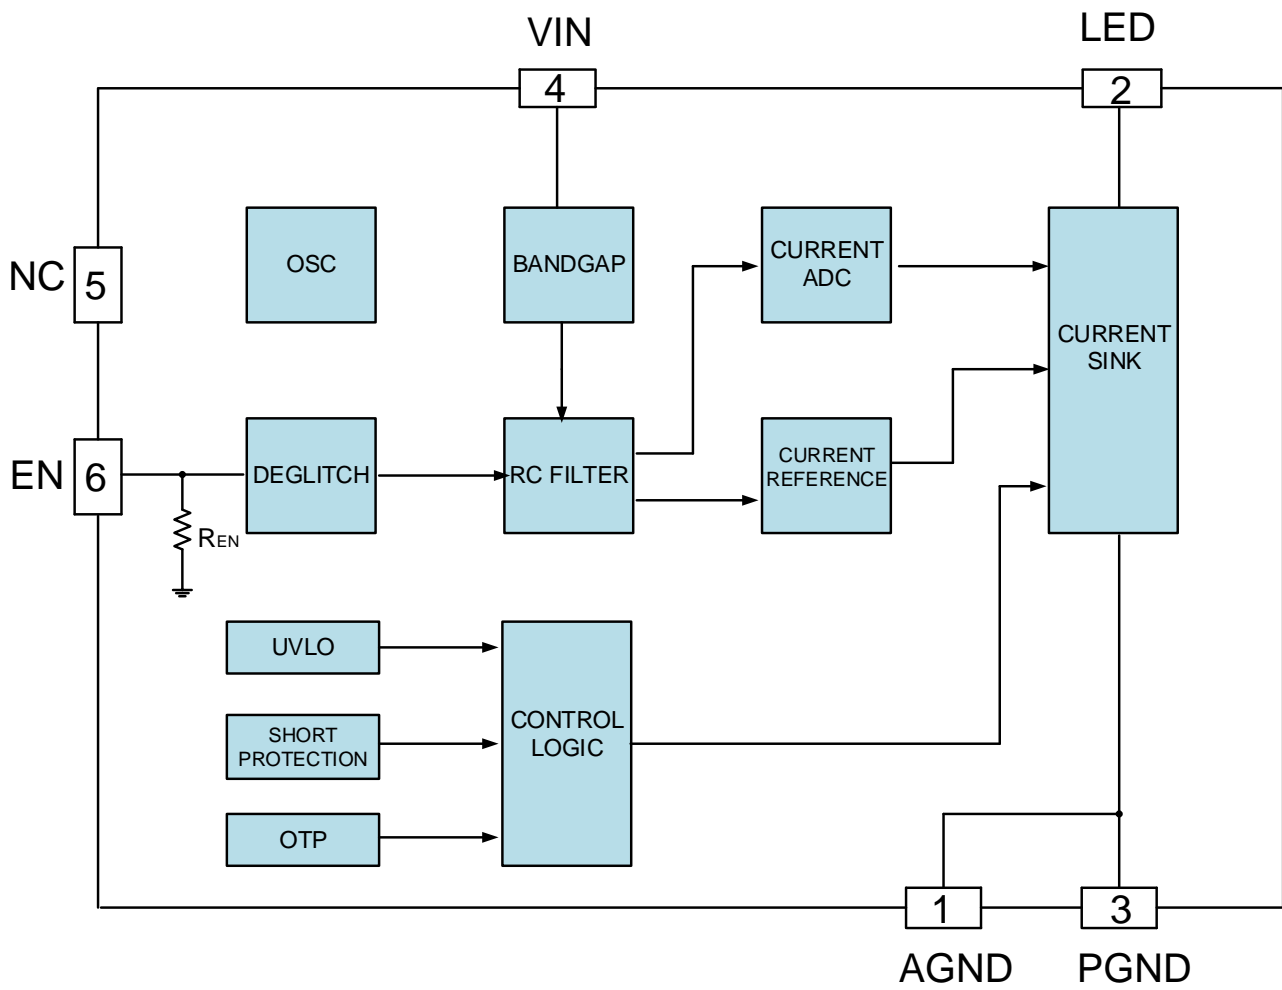 VIN
LED
4
2
OSC
BANDGAP
CURRENT
ADC
NC
5
CURRENT
SINK
EN
6
DEGLITCH
RC FILTER
CURRENT
REFERENCE
REN
UVLO
SHORT
PROTECTION
CONTROL
LOGIC
OTP
1
3
AGND
PGND